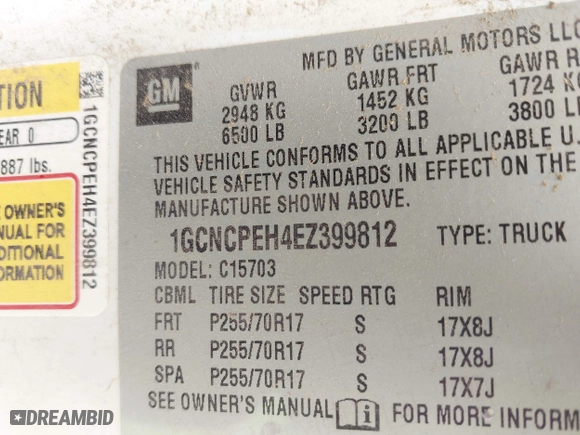 TION
EAR 0
887 lbs.
E OWNER'S
ANUAL FOR
DITIONAL
ORMATION
1GCNCPEH4EZ399812
GM
MFD BY GENERAL MOTORS LLC
GVWR GAWR FRT GAWR R
2948 KG 1452 KG 1724 K
6500 LB 3200 LB 3800 L
THIS VEHICLE CONFORMS TO ALL APPLICABLE U.
VEHICLE SAFETY STANDARDS IN EFFECT ON THE
MANUFACTURE SHOWN ABOVE.
1GCNCPEH4EZ399812 TYPE: TRUCK
MODEL: C15703
CBML TIRE SIZE SPEED RTG RIM
FRT P255/70R17 S 17X8J
RR P255/70R17 S 17X8J
SPA P255/70R17 S 17X7J
SEE OWNER'S MANUAL i FOR MORE INFORM
DREAMBID